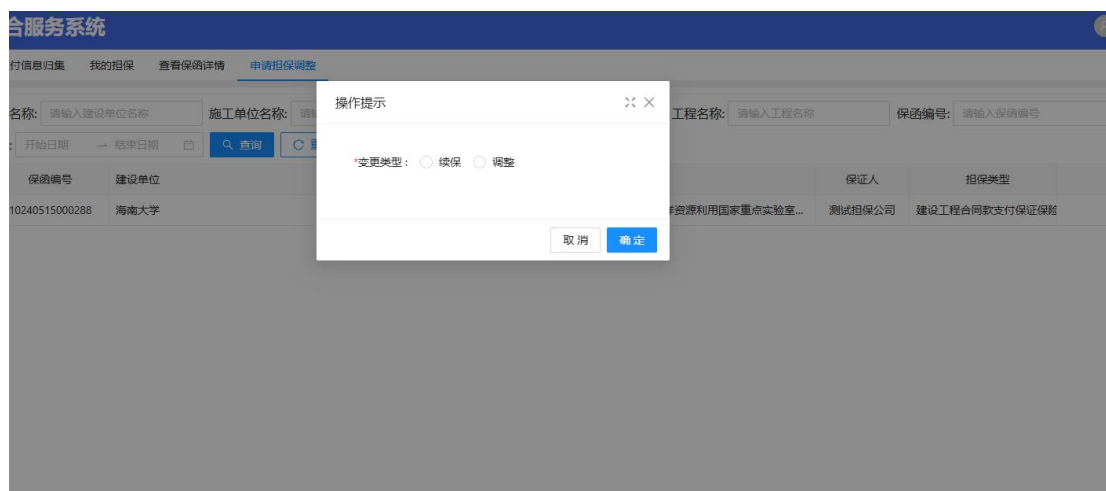 合服务系统
付信息归集 我的担保 查看保函详情 申请担保调整
名称: 请输入建设单位名称 施工单位名称: 请 工程名称: 请输入工程名称 保函编号: 请输入保函编号
: 开始日期 → 结束日期 查询
操作提示
*变更类型: 续保 调整
取消 确定
保函编号 建设单位 保证人 担保类型
10240515000288 海南大学 资源利用国家重点实验室... 测试担保公司 建设工程合同款支付保证保险